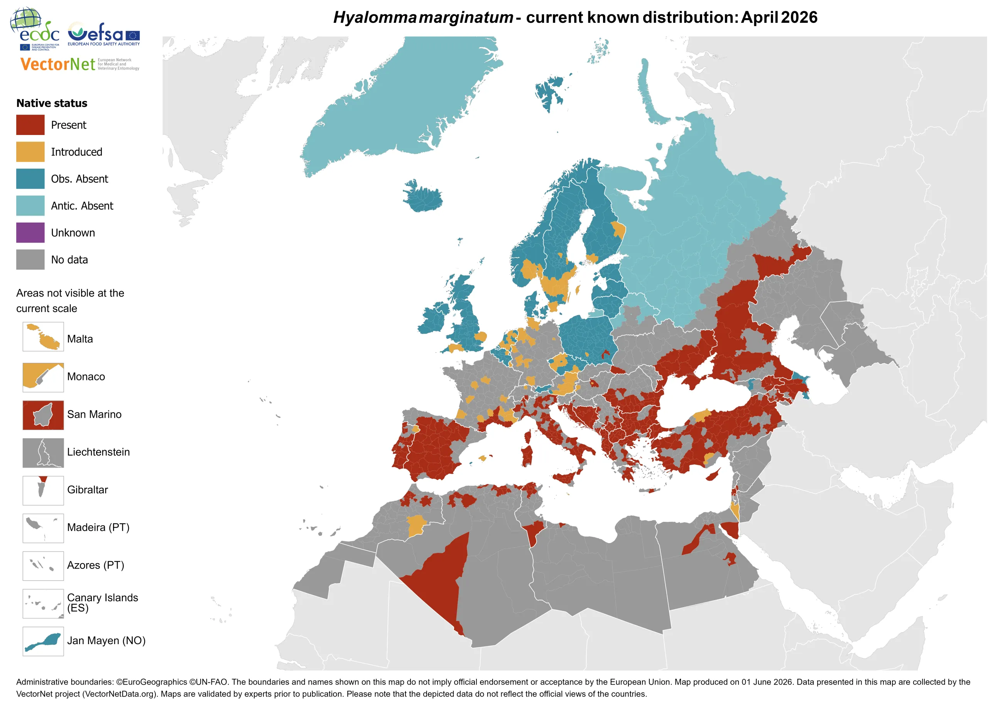 Hyalomma marginatum - current known distribution: April 2026
ecdc
EUROPEAN CENTRE FOR
DISEASE PREVENTION
AND CONTROL
efsa
EUROPEAN FOOD SAFETY AUTHORITY
VectorNet
European Network
for Medical and
Veterinary Entomology
Native status
Present
Introduced
Obs. Absent
Antic. Absent
Unknown
No data
Areas not visible at the
current scale
Malta
Monaco
San Marino
Liechtenstein
Gibraltar
Madeira (PT)
Azores (PT)
Canary Islands
(ES)
Jan Mayen (NO)
Administrative boundaries: ©EuroGeographics ©UN-FAO. The boundaries and names shown on this map do not imply official endorsement or acceptance by the European Union. Map produced on 01 June 2026. Data presented in this map are collected by the
VectorNet project (VectorNetData.org). Maps are validated by experts prior to publication. Please note that the depicted data do not reflect the official views of the countries.